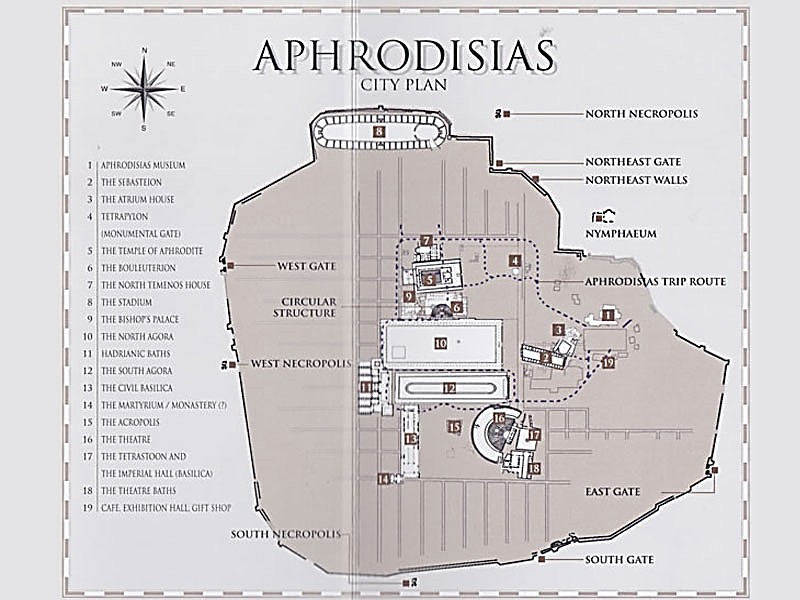 APHRODISIAS
CITY PLAN
N
NW
NE
W
E
SW
SE
S
NORTH NECROPOLIS
NORTHEAST GATE
NORTHEAST WALLS
NYMPHAEUM
APHRODISIAS TRIP ROUTE
WEST GATE
CIRCULAR
STRUCTURE
WEST NECROPOLIS
SOUTH NECROPOLIS
EAST GATE
SOUTH GATE
1 APHRODISIAS MUSEUM
2 THE SEBASTEION
3 THE ATRIUM HOUSE
4 TETRAPYLON
(MONUMENTAL GATE)
5 THE TEMPLE OF APHRODITE
6 THE BOULEUTERION
7 THE NORTH TEMENOS HOUSE
8 THE STADIUM
9 THE BISHOP'S PALACE
10 THE NORTH AGORA
11 HADRIANIC BATHS
12 THE SOUTH AGORA
13 THE CIVIL BASILICA
14 THE MARTYRIUM / MONASTERY (?)
15 THE ACROPOLIS
16 THE THEATRE
17 THE TETRASTOON AND
THE IMPERIAL HALL (BASILICA)
18 THE THEATRE BATHS
19 CAFE, EXHIBITION HALL, GIFT SHOP
8
7
4
5
9
6
1
3
10
2
19
11
12
16
15
13
17
18
14